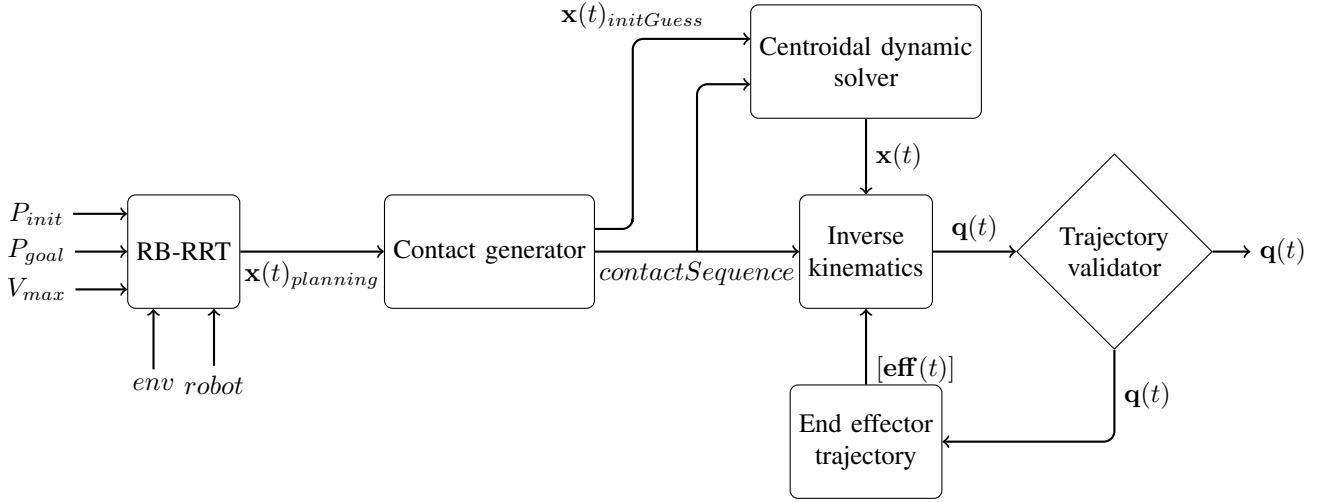 x(t)_{initGuess}
Centroidal dynamic
solver
x(t)
P_{init}
P_{goal}
V_{max}
RB-RRT
x(t)_{planning}
Contact generator
contactSequence
Inverse
kinematics
q(t)
Trajectory
validator
q(t)
env
robot
[eff(t)]
q(t)
End effector
trajectory